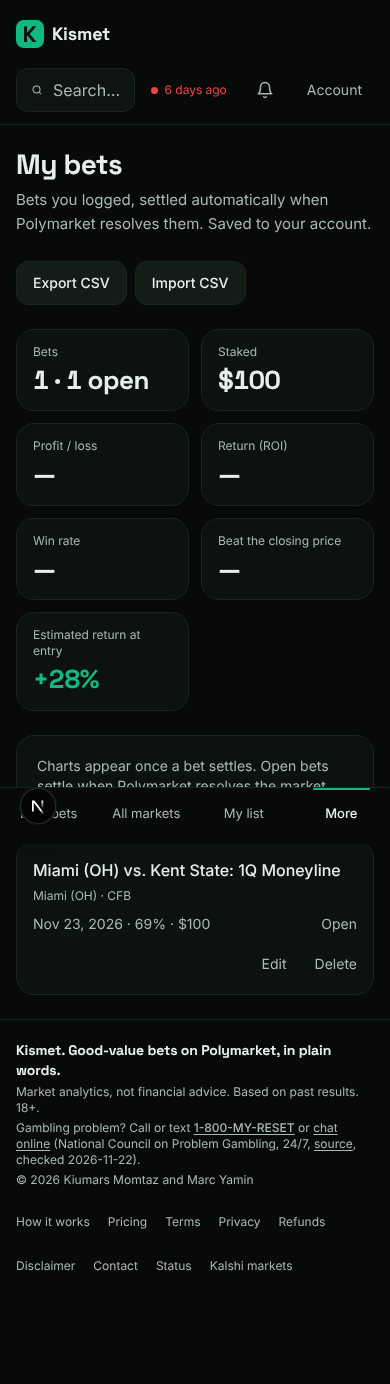 Kismet
Search...
6 days ago
Account
My bets
Bets you logged, settled automatically when
Polymarket resolves them. Saved to your account.
Export CSV
Import CSV
Bets
1 · 1 open
Staked
$100
Profit / loss
—
Return (ROI)
—
Win rate
—
Beat the closing price
—
Estimated return at
entry
+28%
Charts appear once a bet settles. Open bets
settle when Polymarket resolves the market
bets
All markets
My list
More
Miami (OH) vs. Kent State: 1Q Moneyline
Miami (OH) · CFB
Nov 23, 2026 · 69% · $100
Open
Edit
Delete
Kismet. Good-value bets on Polymarket, in plain
words.
Market analytics, not financial advice. Based on past results.
18+.
Gambling problem? Call or text 1-800-MY-RESET or chat
online (National Council on Problem Gambling, 24/7, source,
checked 2026-11-22).
© 2026 Kiumars Momtaz and Marc Yamin
How it works
Pricing
Terms
Privacy
Refunds
Disclaimer
Contact
Status
Kalshi markets